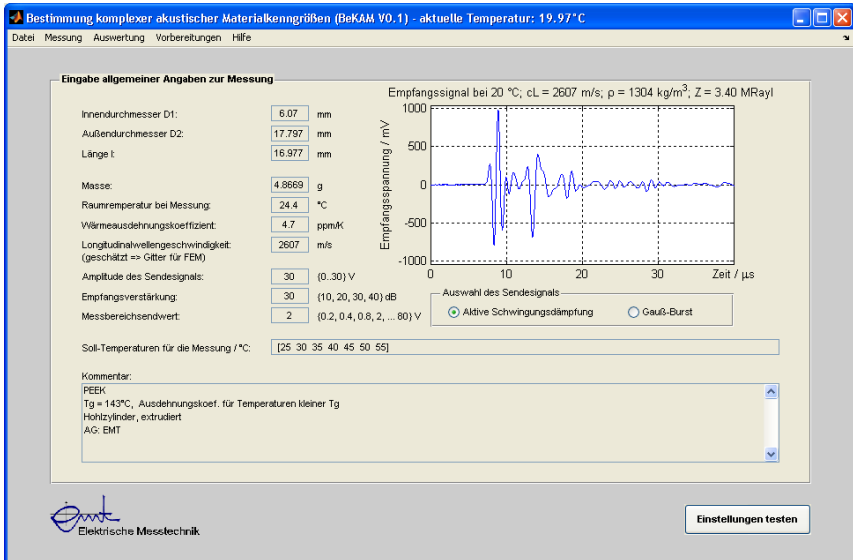 Bestimmung komplexer akustischer Materialkenngrößen (BeKAM V0.1) - aktuelle Temperatur: 19.97°C
Datei Messung Auswertung Vorbereitungen Hilfe
Eingabe allgemeiner Angaben zur Messung
Innendurchmesser D1: 6.07 mm
Außendurchmesser D2: 17.797 mm
Länge l: 16.977 mm
Masse: 4.8669 g
Raumremperatur bei Messung: 24.4 °C
Wärmeausdehnungskoeffizient: 4.7 ppm/K
Longitudinalwellengeschwindigkeit: 2607 m/s
(geschätzt => Gitter für FEM)
Amplitude des Sendesignals: 30 {0..30} V
Empfangsverstärkung: 30 {10, 20, 30, 40} dB
Messbereichsendwert: 2 {0.2, 0.4, 0.8, 2, ... 80} V
Empfangssignal bei 20 °C; cL = 2607 m/s; ρ = 1304 kg/m³; Z = 3.40 MRayl
Empfangsspannung / mV
1000
500
0
-500
-1000
0 10 20 30 Zeit / µs
Auswahl des Sendesignals
Aktive Schwingungsdämpfung Gauß-Burst
Soll-Temperaturen für die Messung / °C: [25 30 35 40 45 50 55]
Kommentar:
PEEK
Tg = 143°C, Ausdehnungskoef. für Temperaturen kleiner Tg
Hohlzylinder, extrudiert
AG: EMT
emt
Elektrische Messtechnik
Einstellungen testen